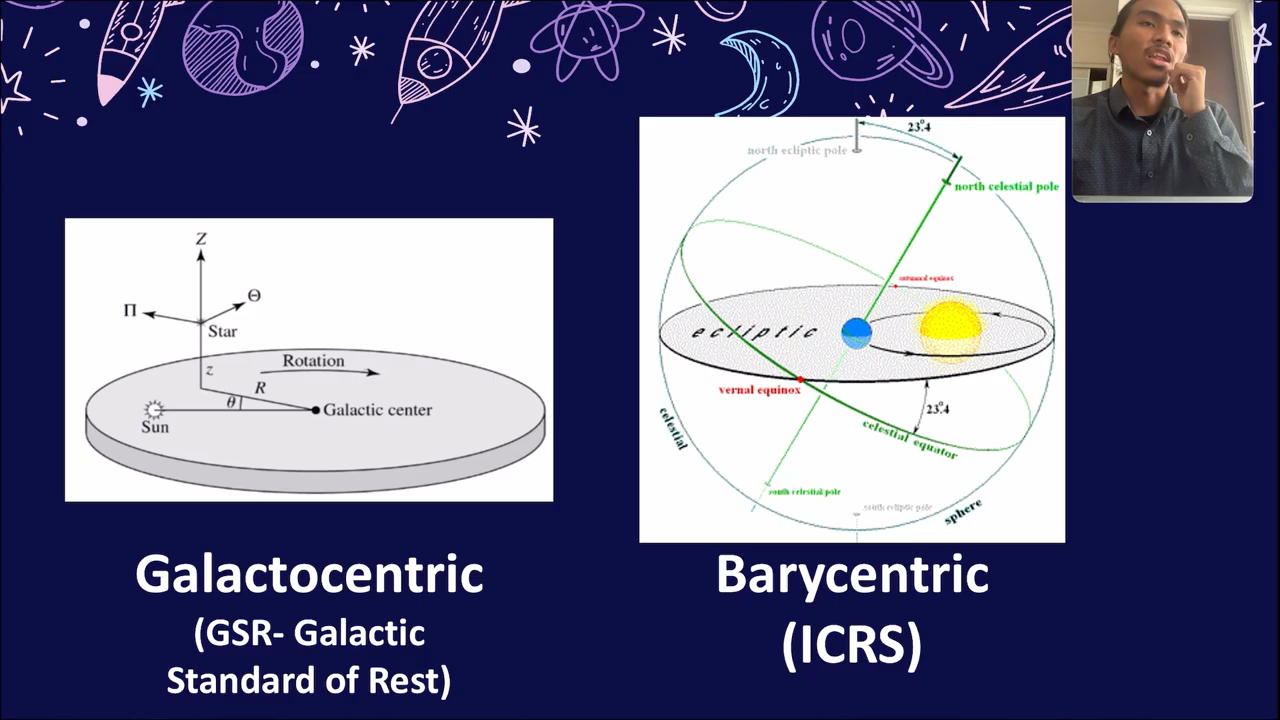 Z
Π
Θ
Star
z
Rotation
R
θ
Galactic center
Sun
Galactocentric
(GSR- Galactic
Standard of Rest)
23°.4
north ecliptic pole
north celestial pole
autumnal equinox
ecliptic
vernal equinox
23°.4
celestial equator
celestial
south celestial pole
south ecliptic pole
sphere
Barycentric
(ICRS)